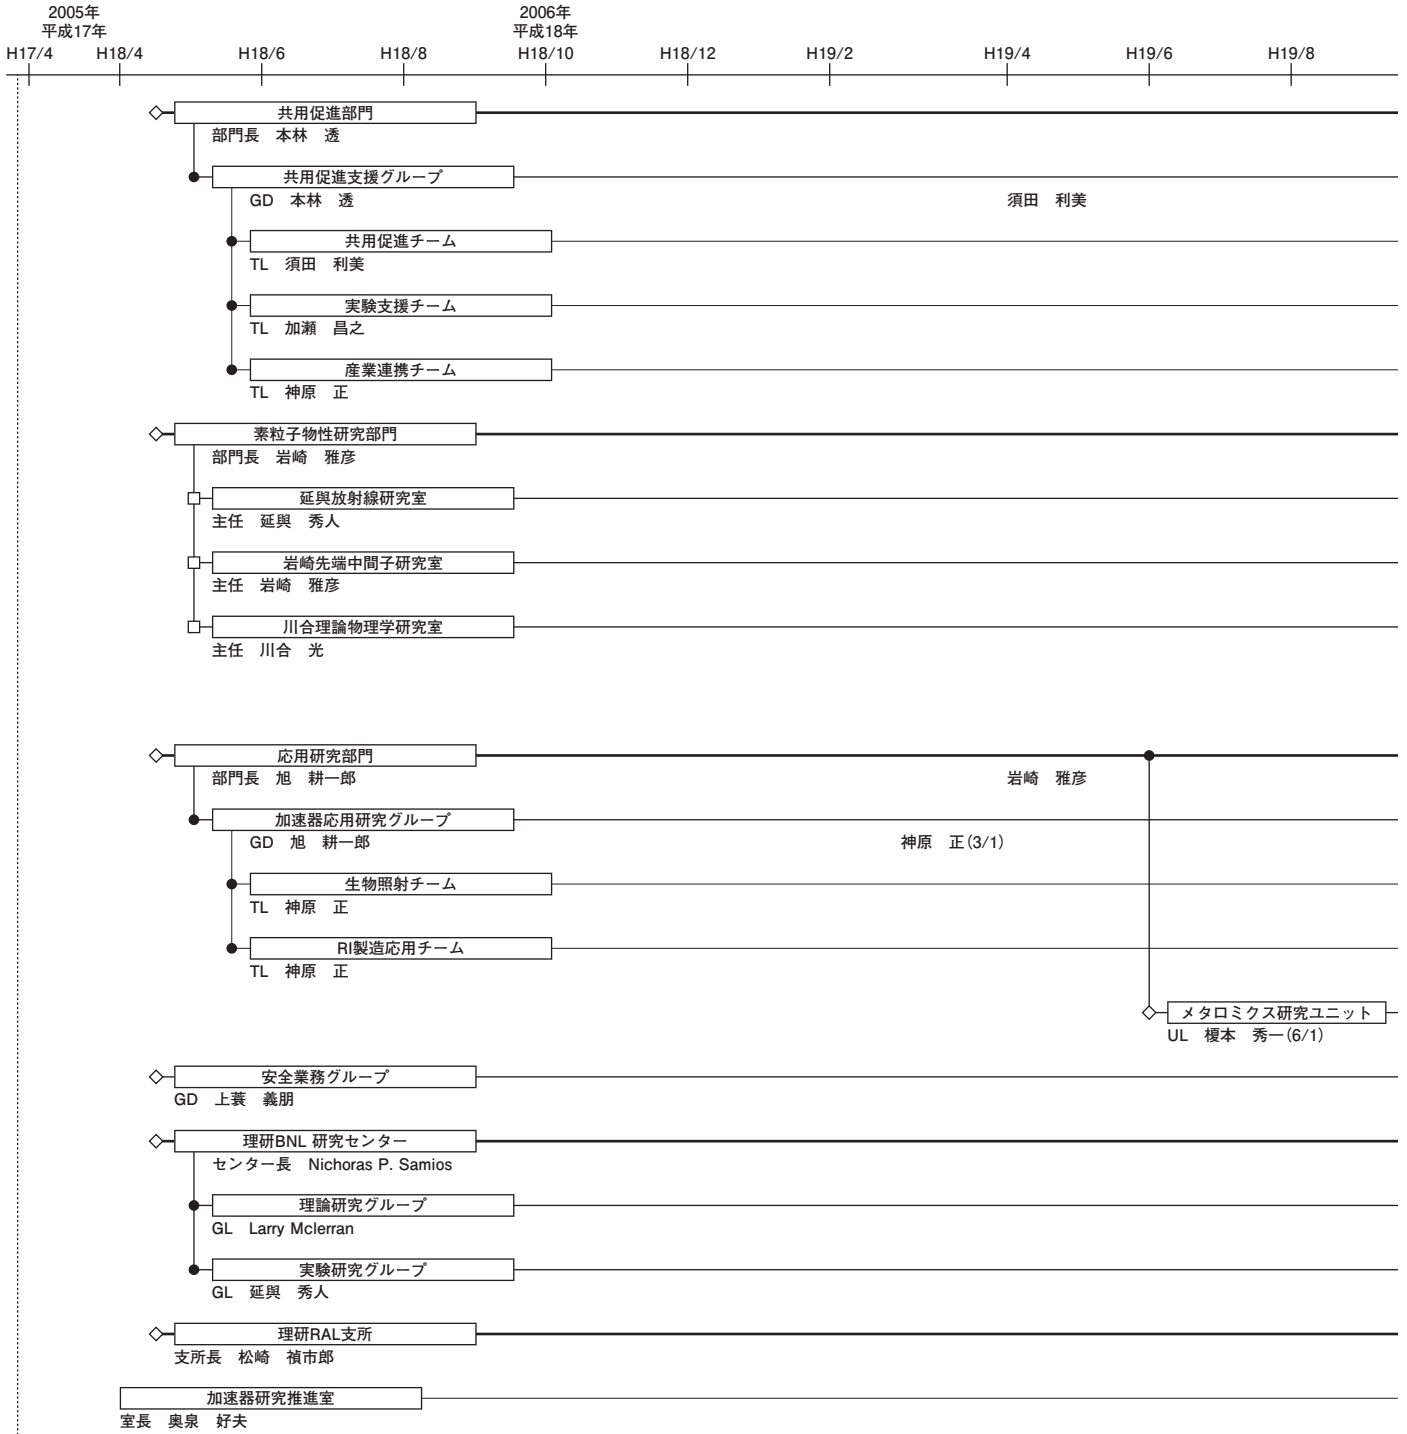 2005年 2006年
平成17年 平成18年
H17/4 H18/4 H18/6 H18/8 H18/10 H18/12 H19/2 H19/4 H19/6 H19/8
共用促進部門
部門長 本林 透
共用促進支援グループ
GD 本林 透 須田 利美
共用促進チーム
TL 須田 利美
実験支援チーム
TL 加瀬 昌之
産業連携チーム
TL 神原 正
素粒子物性研究部門
部門長 岩崎 雅彦
延與放射線研究室
主任 延與 秀人
岩崎先端中間子研究室
主任 岩崎 雅彦
川合理論物理学研究室
主任 川合 光
応用研究部門
部門長 旭 耕一郎 岩崎 雅彦
加速器応用研究グループ
GD 旭 耕一郎 神原 正(3/1)
生物照射チーム
TL 神原 正
RI製造応用チーム
TL 神原 正
メタロミクス研究ユニット
UL 榎本 秀一(6/1)
安全業務グループ
GD 上蓑 義朋
理研BNL 研究センター
センター長 Nichoras P. Samios
理論研究グループ
GL Larry Mclerran
実験研究グループ
GL 延與 秀人
理研RAL支所
支所長 松崎 禎市郎
加速器研究推進室
室長 奥泉 好夫